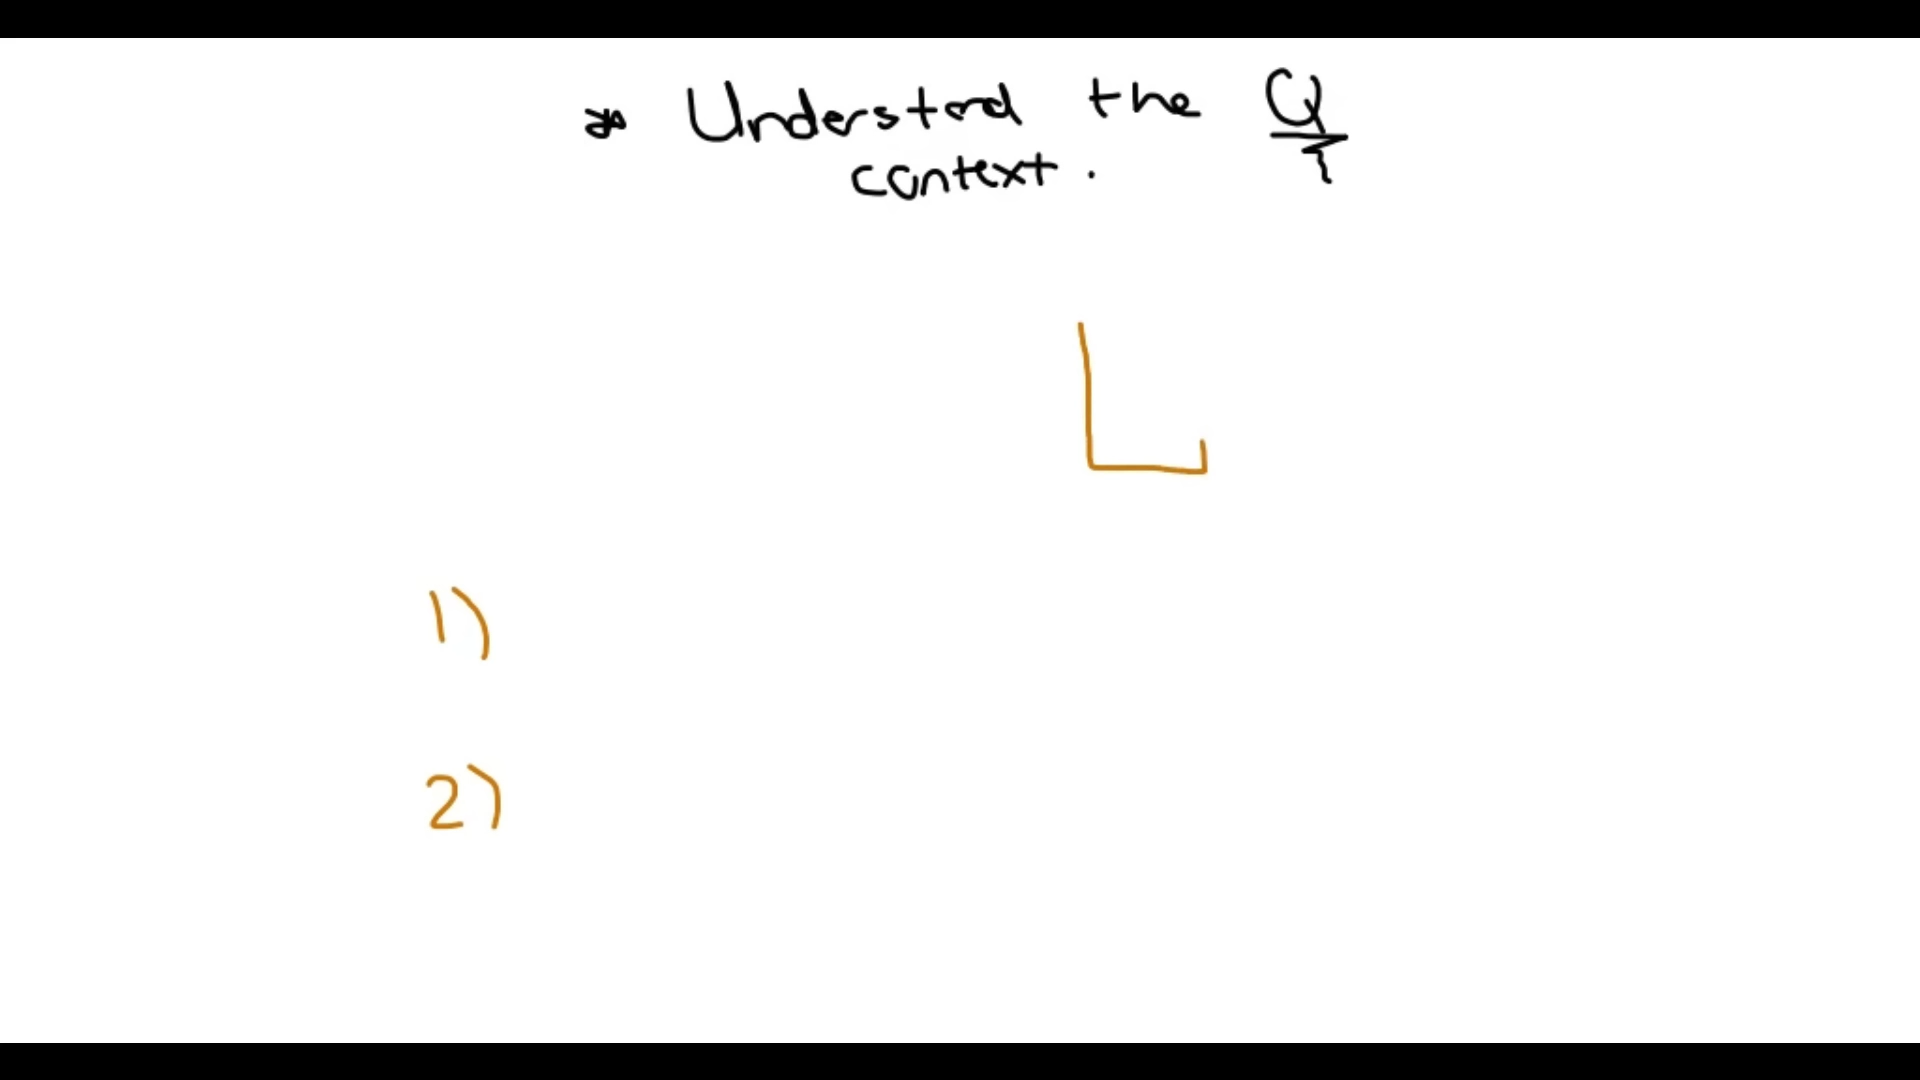 * Understand the Q
context.
1)
2)